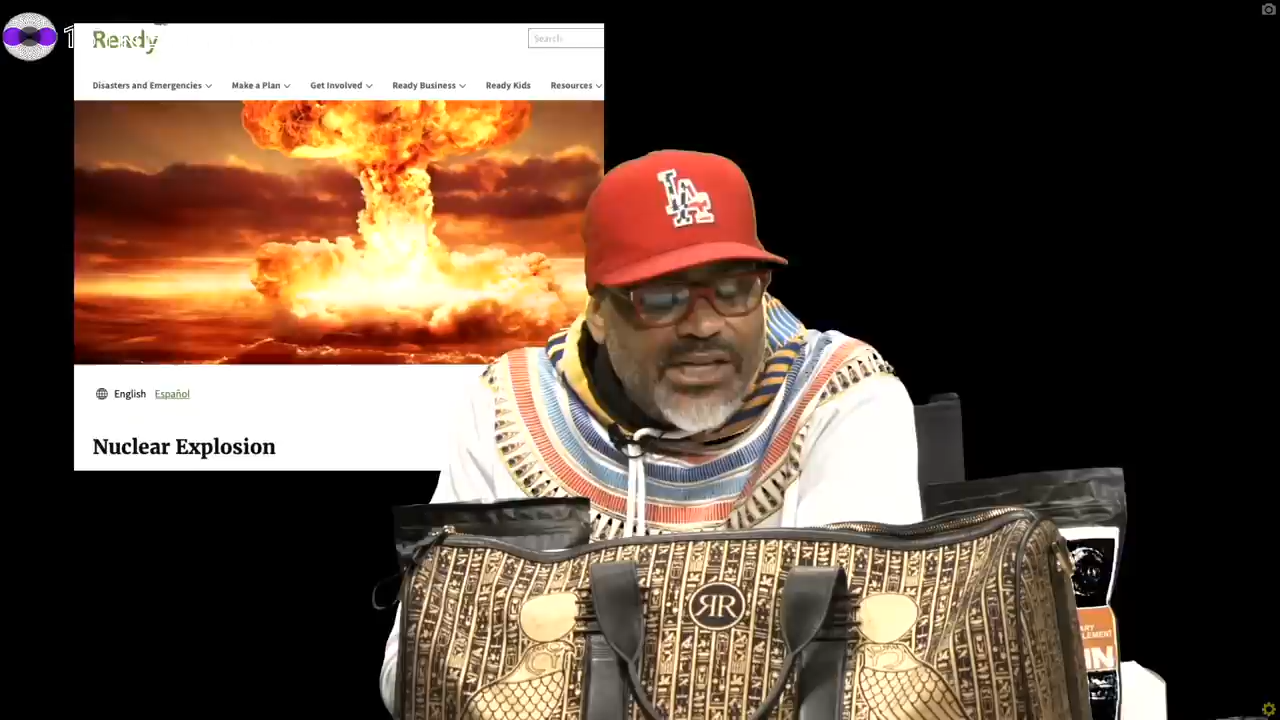 Ready
Search
Disasters and Emergencies Make a Plan Get Involved Ready Business Ready Kids Resources
English Español
Nuclear Explosion
LA
RR
IN